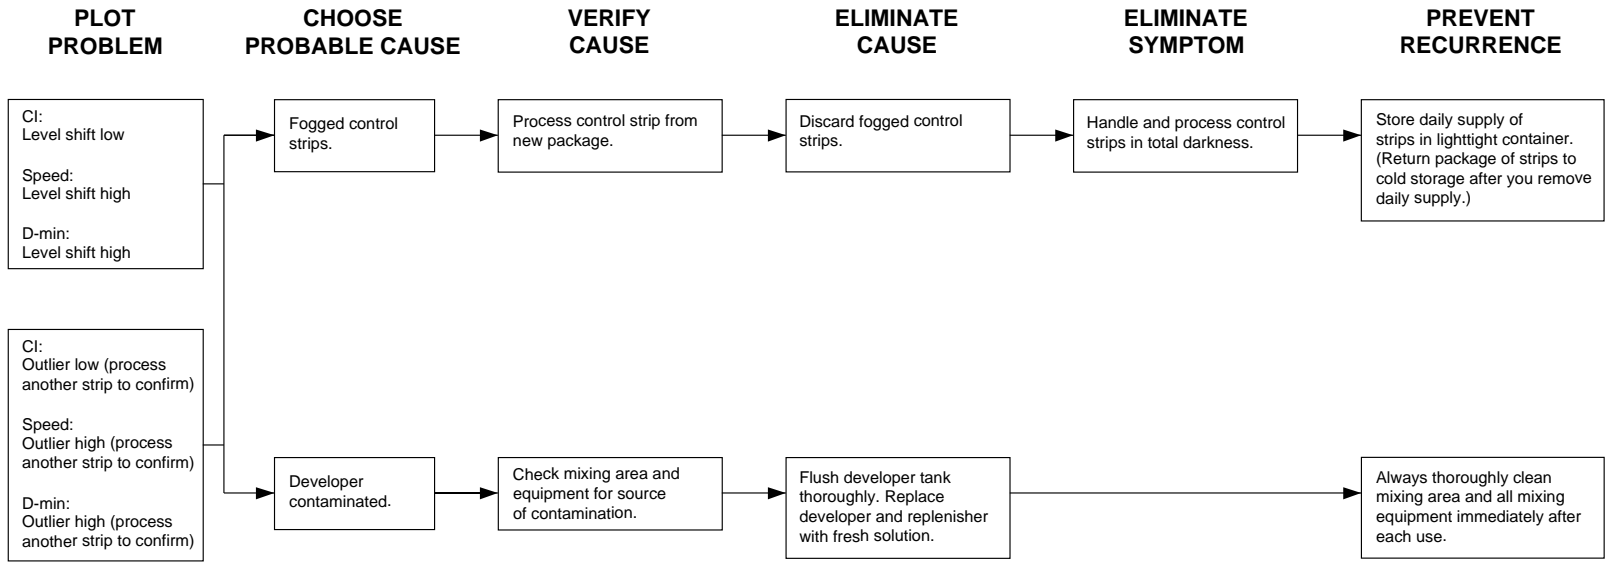 PLOT
PROBLEM
CHOOSE
PROBABLE CAUSE
VERIFY
CAUSE
ELIMINATE
CAUSE
ELIMINATE
SYMPTOM
PREVENT
RECURRENCE
CI:
Level shift low
Speed:
Level shift high
D-min:
Level shift high
Fogged control
strips.
Process control strip from
new package.
Discard fogged control
strips.
Handle and process control
strips in total darkness.
Store daily supply of
strips in lighttight container.
(Return package of strips to
cold storage after you remove
daily supply.)
CI:
Outlier low (process
another strip to confirm)
Speed:
Outlier high (process
another strip to confirm)
D-min:
Outlier high (process
another strip to confirm)
Developer
contaminated.
Check mixing area and
equipment for source
of contamination.
Flush developer tank
thoroughly. Replace
developer and replenisher
with fresh solution.
Always thoroughly clean
mixing area and all mixing
equipment immediately after
each use.